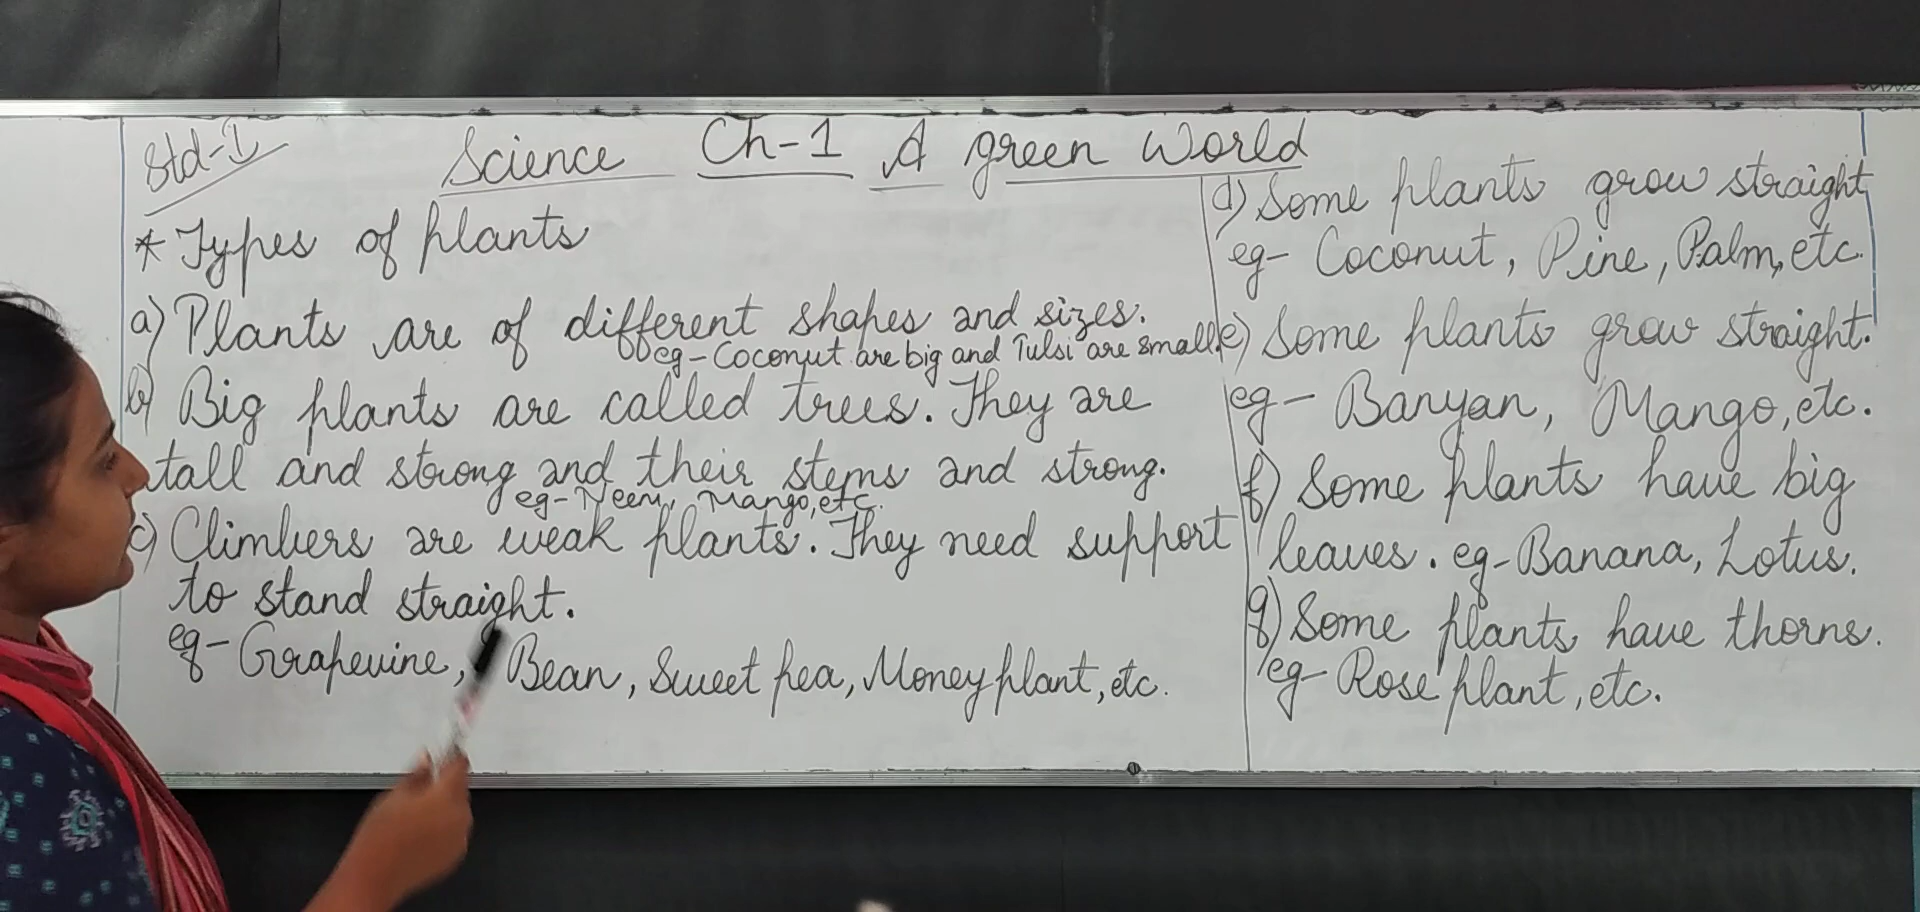 Std-I
Science Ch-1 A green World
* Types of plants
a) Plants are of different shapes and sizes.
eg- Coconut are big and Tulsi are small.
b) Big plants are called trees. They are
tall and strong and their stems and strong.
eg- Neem, Mango, etc.
c) Climbers are weak plants. They need support
to stand straight.
eg- Grapevine, Bean, Sweet pea, Money plant, etc.
d) Some plants grow straight
eg- Coconut, Pine, Palm, etc.
e) Some plants grow straight.
eg- Banyan, Mango, etc.
f) Some plants have big
leaves. eg- Banana, Lotus.
g) Some plants have thorns.
eg- Rose plant, etc.